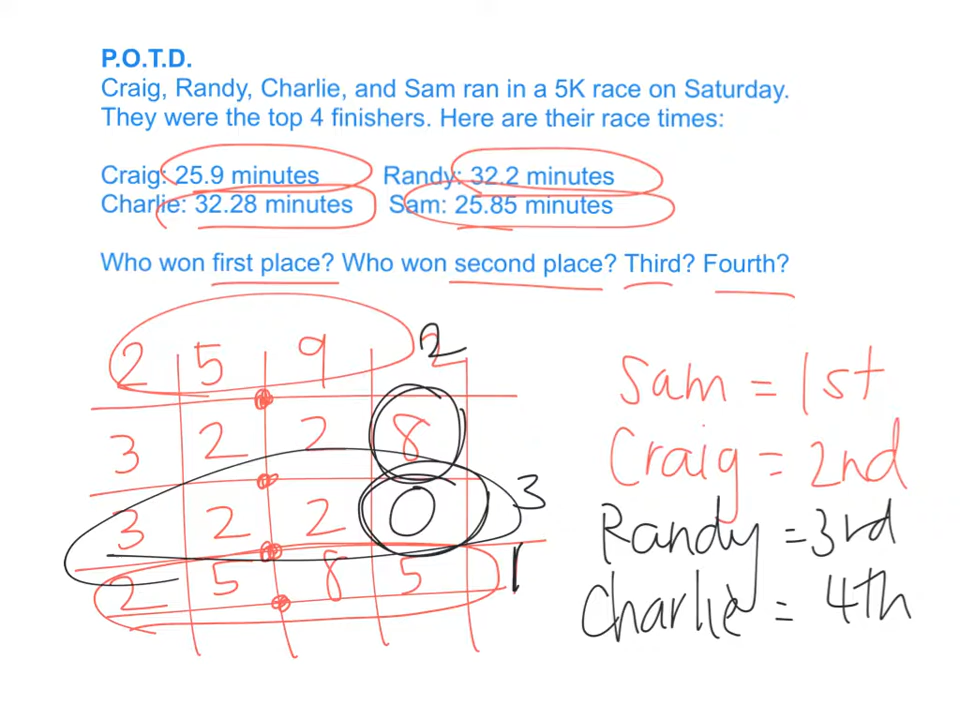 P.O.T.D.
Craig, Randy, Charlie, and Sam ran in a 5K race on Saturday.
They were the top 4 finishers. Here are their race times:
Craig: 25.9 minutes Randy: 32.2 minutes
Charlie: 32.28 minutes Sam: 25.85 minutes
Who won first place? Who won second place? Third? Fourth?
2 5 9 2
3 2 2 8
3 2 2 0 3
2 5 8 5 1
Sam = 1st
Craig = 2nd
Randy = 3rd
Charlie = 4th